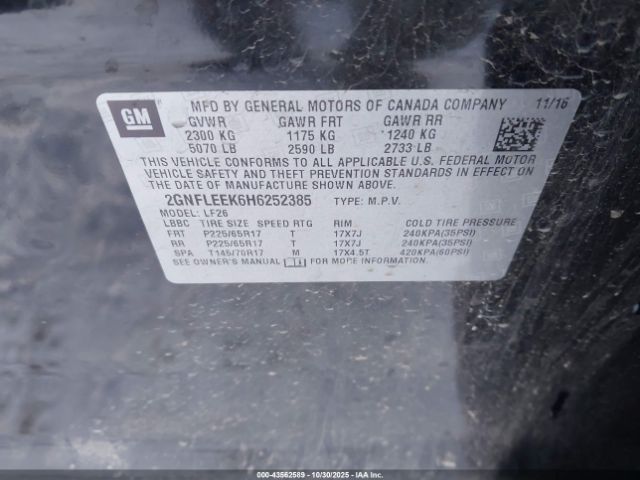 GM
MFD BY GENERAL MOTORS OF CANADA COMPANY 11/16
GVWR GAWR FRT GAWR RR
2300 KG 1175 KG 1240 KG
5070 LB 2590 LB 2733 LB
THIS VEHICLE CONFORMS TO ALL APPLICABLE U.S. FEDERAL MOTOR
VEHICLE SAFETY AND THEFT PREVENTION STANDARDS IN EFFECT ON
THE DATE OF MANUFACTURE SHOWN ABOVE.
2GNFLEEK6H6252385 TYPE: M.P.V.
MODEL: LF26
LBBC TIRE SIZE SPEED RTG RIM COLD TIRE PRESSURE
FRT P225/65R17 T 17X7J 240KPA(35PSI)
RR P225/65R17 T 17X7J 240KPA(35PSI)
SPA T145/70R17 M 17X4.5T 420KPA(60PSI)
SEE OWNER'S MANUAL FOR MORE INFORMATION.
000-43562589 • 10/30/2025 • IAAI.COM